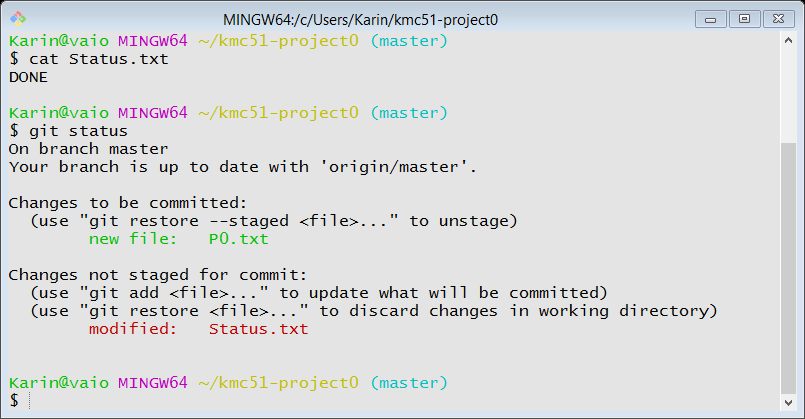 MINGW64:/c/Users/Karin/kmc51-project0
Karin@vaio MINGW64 ~/kmc51-project0 (master)
$ cat Status.txt
DONE
Karin@vaio MINGW64 ~/kmc51-project0 (master)
$ git status
On branch master
Your branch is up to date with 'origin/master'.
Changes to be committed:
(use "git restore --staged <file>..." to unstage)
new file:   P0.txt
Changes not staged for commit:
(use "git add <file>..." to update what will be committed)
(use "git restore <file>..." to discard changes in working directory)
modified:   Status.txt
Karin@vaio MINGW64 ~/kmc51-project0 (master)
$